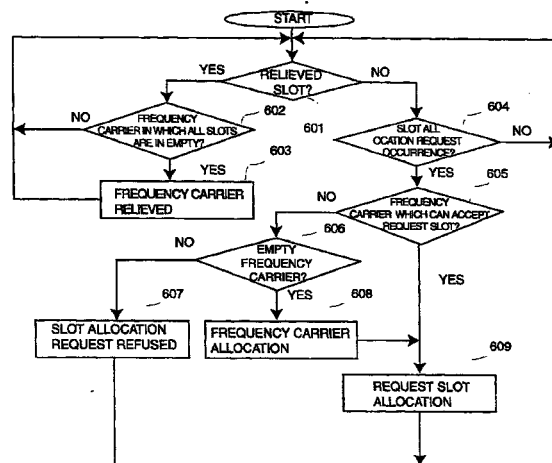 START
RELIEVED
SLOT?
YES
NO
601
602
FREQUENCY
CARRIER IN WHICH ALL SLOTS
ARE IN EMPTY?
NO
YES
603
FREQUENCY CARRIER
RELIEVED
604
SLOT ALL
OCATION REQUEST
OCCURRENCE?
NO
YES
605
FREQUENCY
CARRIER WHICH CAN ACCEPT
REQUEST SLOT?
NO
YES
606
EMPTY
FREQUENCY
CARRIER?
NO
YES
607
SLOT ALLOCATION
REQUEST REFUSED
608
FREQUENCY CARRIER
ALLOCATION
609
REQUEST SLOT
ALLOCATION